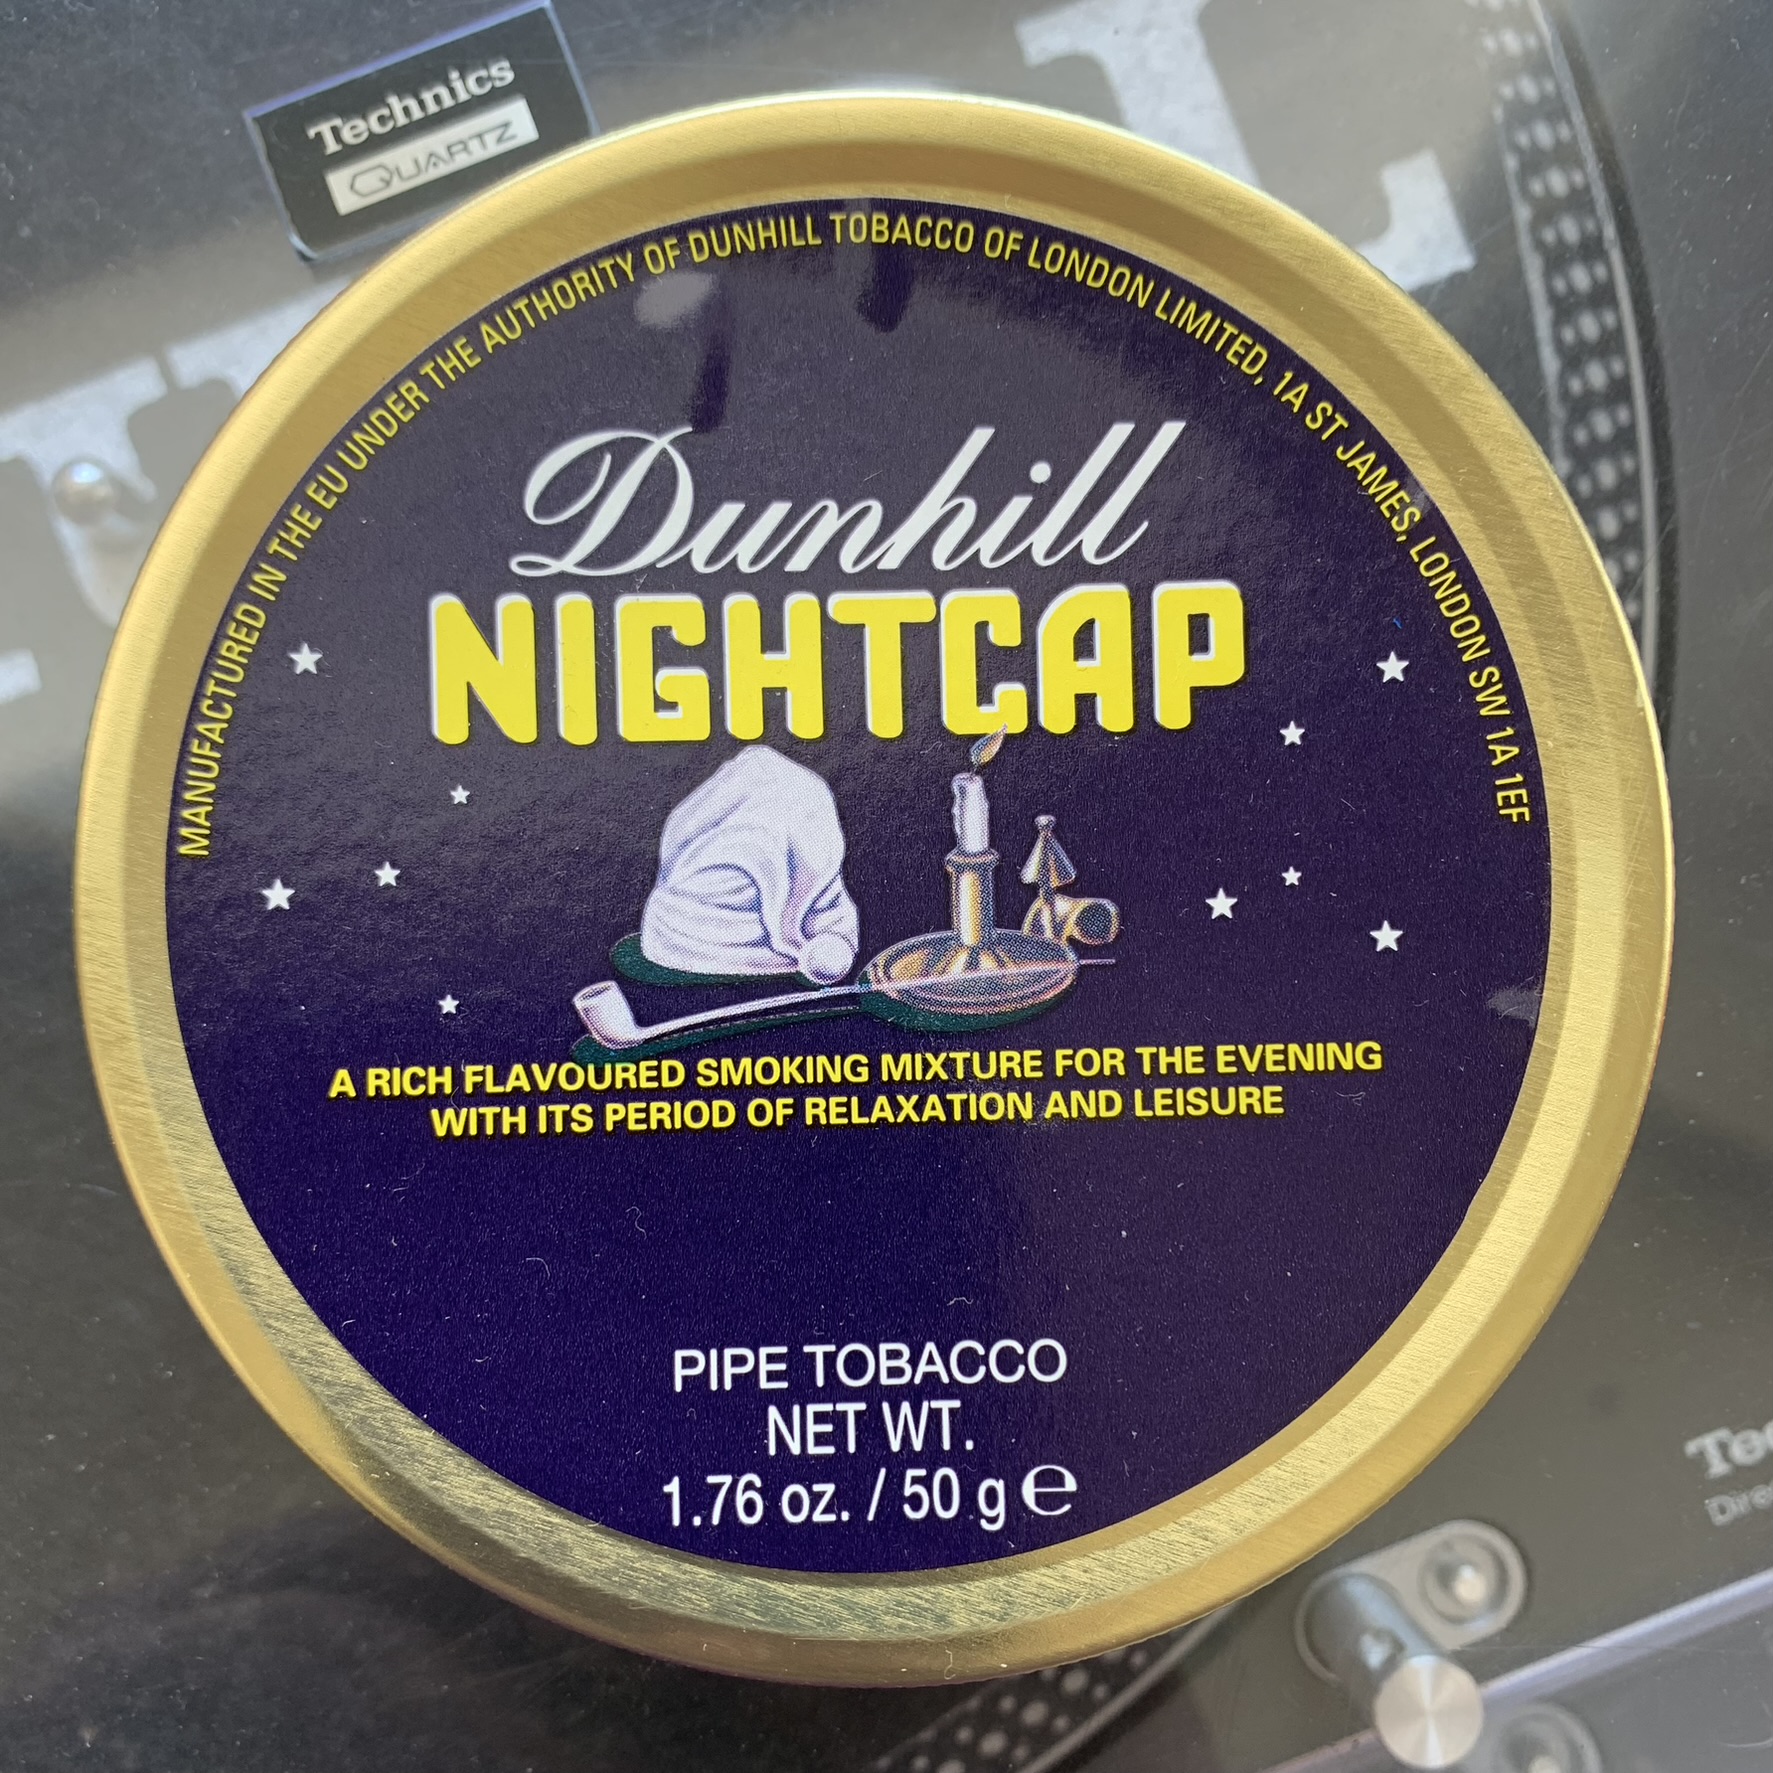 Technics
QUARTZ
MANUFACTURED IN THE EU UNDER THE AUTHORITY OF DUNHILL TOBACCO OF LONDON LIMITED, 1A ST JAMES, LONDON SW 1A 1EF
Dunhill
NIGHTCAP
A RICH FLAVOURED SMOKING MIXTURE FOR THE EVENING
WITH ITS PERIOD OF RELAXATION AND LEISURE
PIPE TOBACCO
NET WT.
1.76 oz. / 50 g ℮